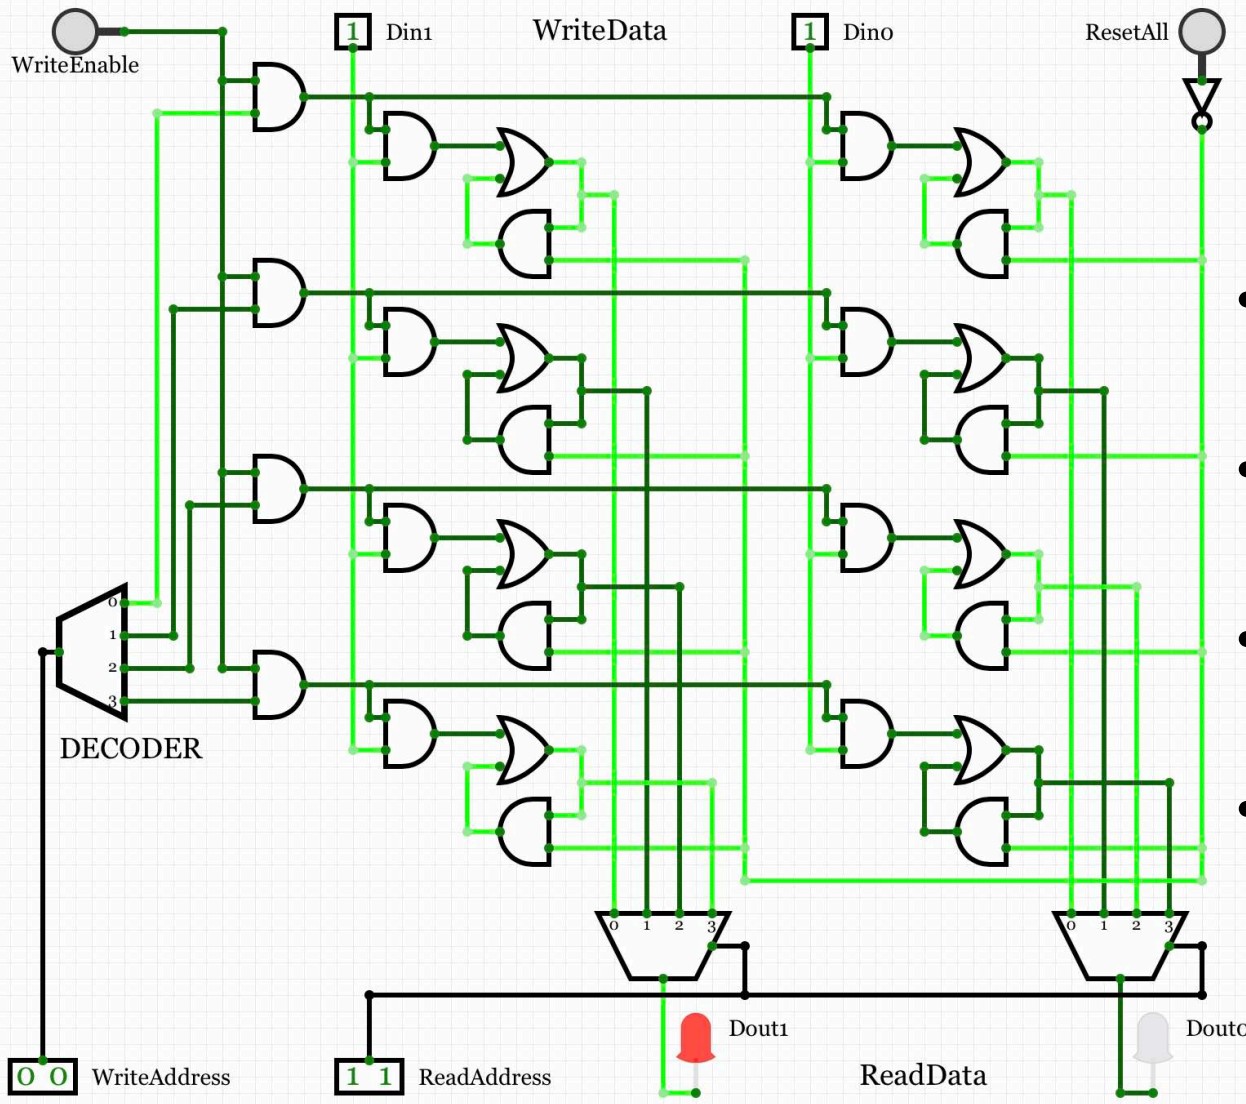 1 Din1 WriteData 1 Din0 ResetAll
WriteEnable
0
1
2
3
DECODER
0 1 2 3 0 1 2 3
Dout1 Dout0
0 0 WriteAddress 1 1 ReadAddress ReadData